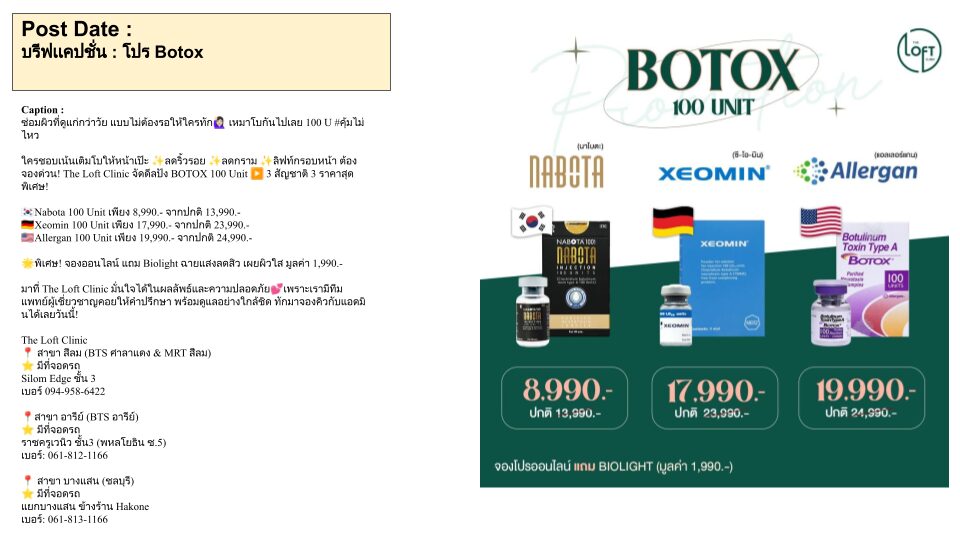 Post Date :
บรีฟแคปชั่น : โปร Botox
Caption :
ซ่อมผิวที่ดูแก่กว่าวัย แบบไม่ต้องรอให้ใครทัก🙅🏻‍♀️ เหมาโบกันไปเลย 100 U #คุ้มไม่
ไหว
ใครชอบเน้นเติมโบให้หน้าเป๊ะ ✨ลดริ้วรอย ✨ลดกราม ✨ลิฟท์กรอบหน้า ต้อง
จองด่วน! The Loft Clinic จัดดีลปัง BOTOX 100 Unit ▶️ 3 สัญชาติ 3 ราคาสุด
พิเศษ!
🇰🇷Nabota 100 Unit เพียง 8,990.- จากปกติ 13,990.-
🇩🇪Xeomin 100 Unit เพียง 17,990.- จากปกติ 23,990.-
🇺🇸Allergan 100 Unit เพียง 19,990.- จากปกติ 24,990.-
🌟พิเศษ! จองออนไลน์ แถม Biolight ฉายแสงลดสิว เผยผิวใส มูลค่า 1,990.-
มาที่ The Loft Clinic มั่นใจได้ในผลลัพธ์และความปลอดภัย💕เพราะเรามีทีม
แพทย์ผู้เชี่ยวชาญคอยให้คำปรึกษา พร้อมดูแลอย่างใกล้ชิด ทักมาจองคิวกับแอดมิ
นได้เลยวันนี้!
The Loft Clinic
📍 สาขา สีลม (BTS ศาลาแดง & MRT สีลม)
⭐ มีที่จอดรถ
Silom Edge ชั้น 3
เบอร์ 094-958-6422
📍สาขา อารีย์ (BTS อารีย์)
⭐ มีที่จอดรถ
ราชครูเวนิว ชั้น3 (พหลโยธิน ซ.5)
เบอร์: 061-812-1166
📍 สาขา บางแสน (ชลบุรี)
⭐ มีที่จอดรถ
แยกบางแสน ข้างร้าน Hakone
เบอร์: 061-813-1166
THE LOFT
Promotion
BOTOX
100 UNIT
(นาโบตะ)
NABOTA
(ซี-โอ-มิน)
XEOMIN
(แอลเลอร์แกน)
Allergan
NABOTA 100U
NABOTA
INJECTION
100 UNITS
NABOTA
XEOMIN
XEOMIN
Botulinum
Toxin Type A
BOTOX
Purified
Neurotoxin
Complex
100
UNITS
Allergan
Botulinum
Toxin Type A
BOTOX
8.990.-
ปกติ 13,990.-
17.990.-
ปกติ 23,990.-
19.990.-
ปกติ 24,990.-
จองโปรออนไลน์ แถม BIOLIGHT (มูลค่า 1,990.-)